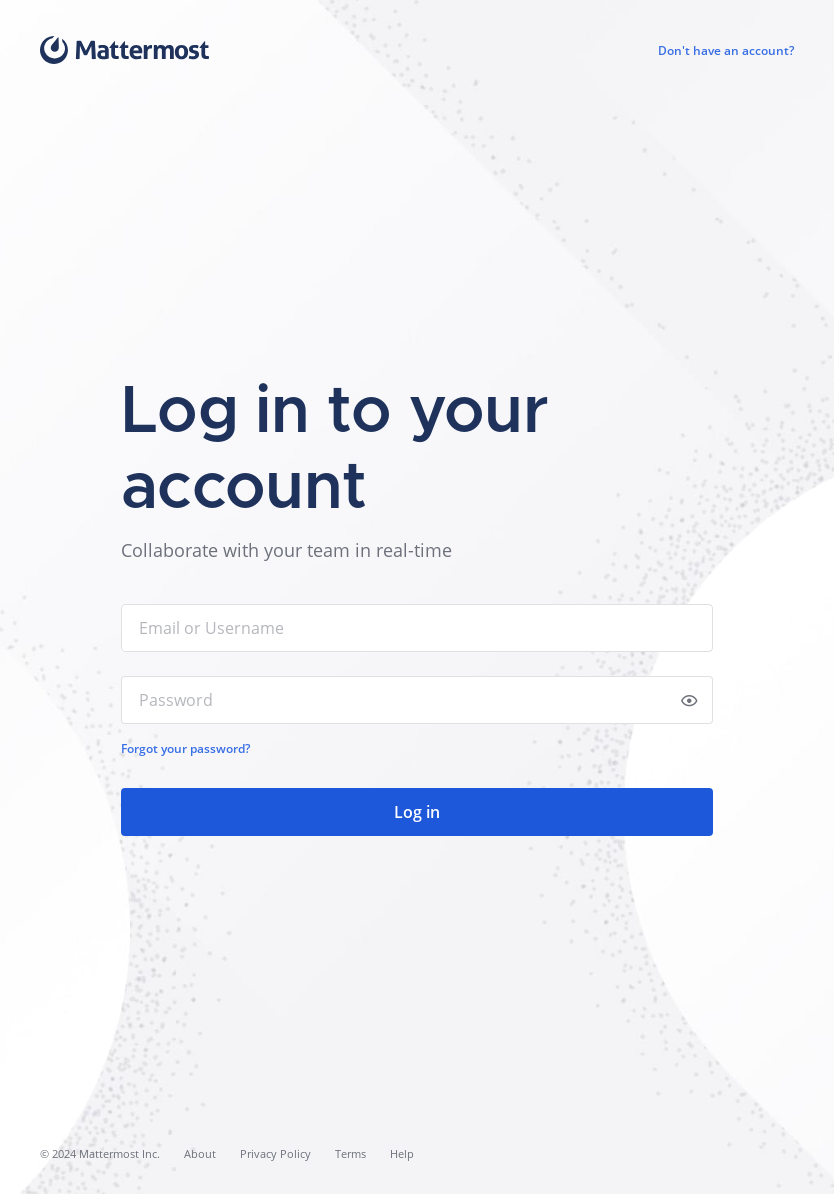 Mattermost
Don't have an account?
Log in to your
account
Collaborate with your team in real-time
Email or Username
Password
Forgot your password?
Log in
© 2024 Mattermost Inc. About Privacy Policy Terms Help